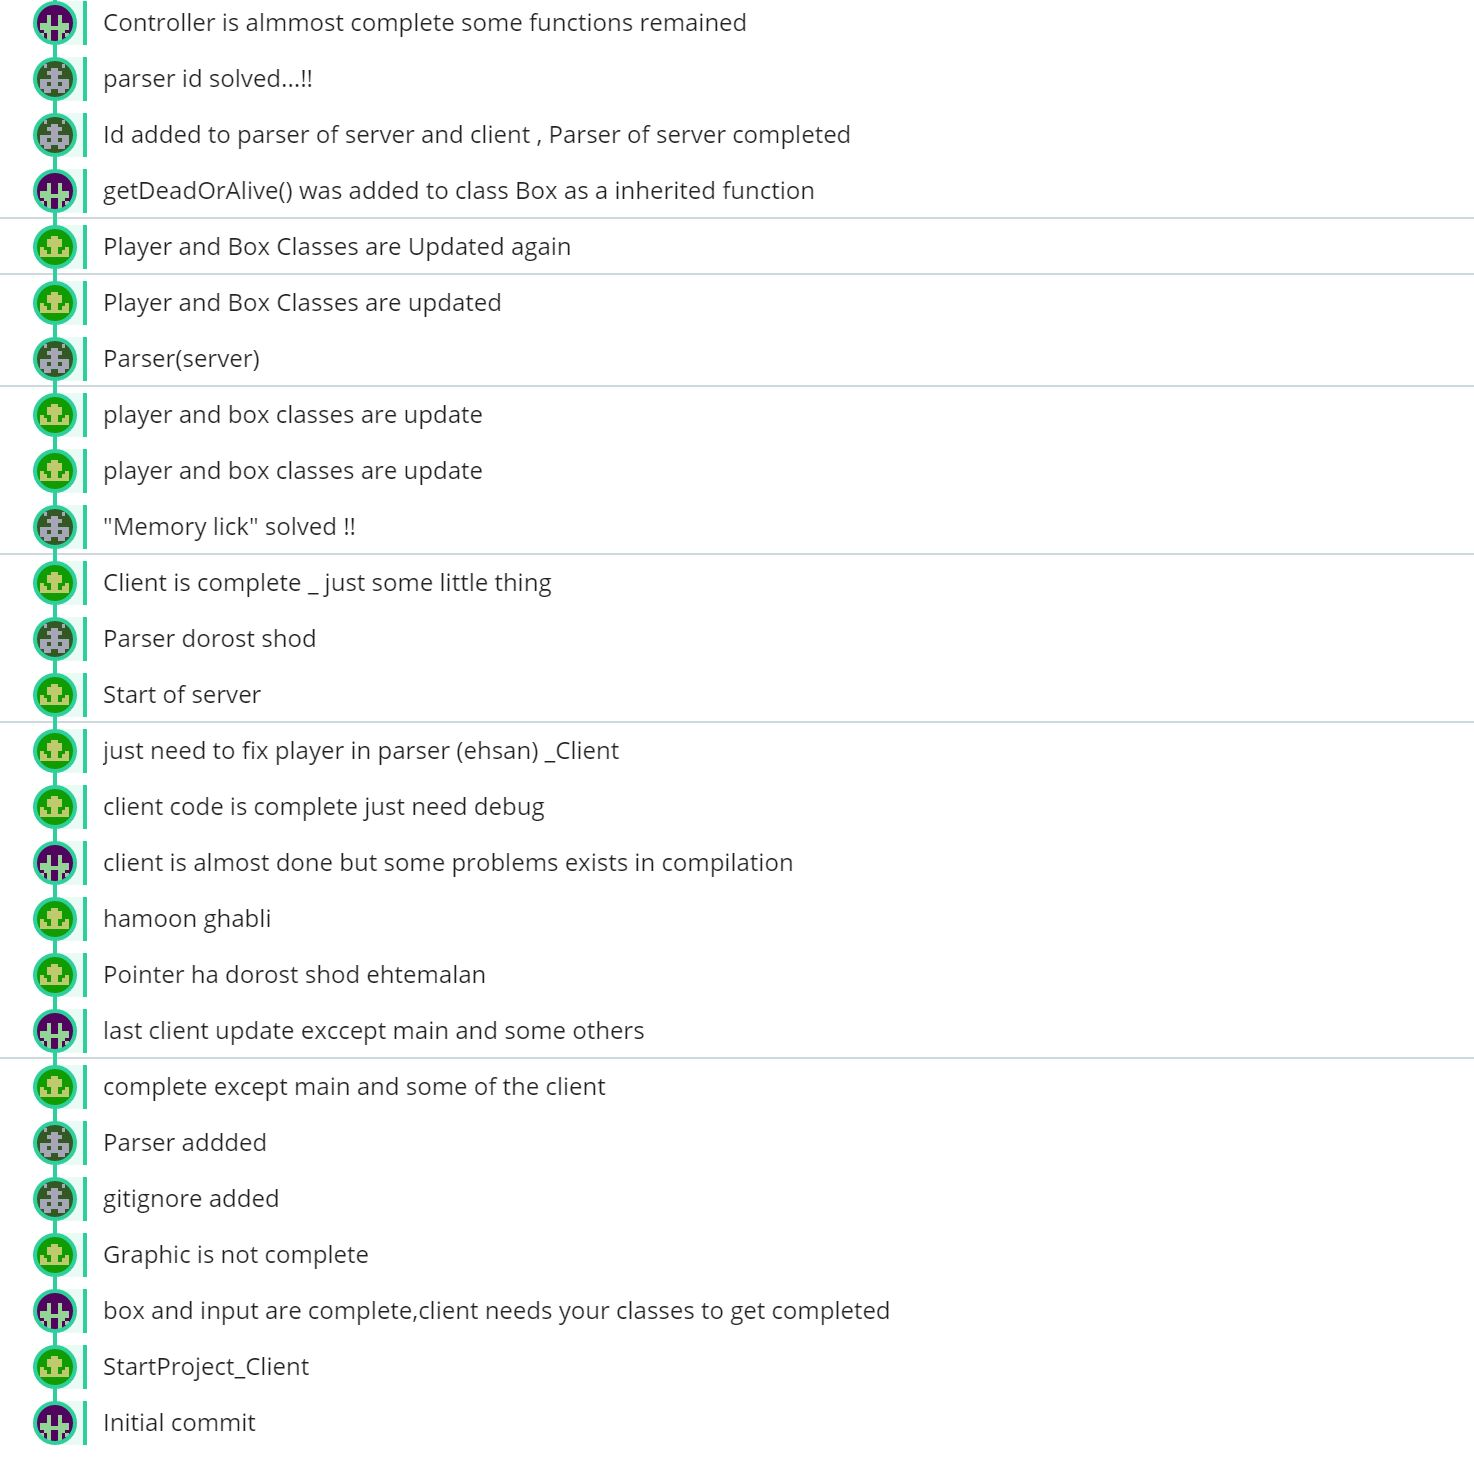 Controller is almmost complete some functions remained
parser id solved...!!
Id added to parser of server and client , Parser of server completed
getDeadOrAlive() was added to class Box as a inherited function
Player and Box Classes are Updated again
Player and Box Classes are updated
Parser(server)
player and box classes are update
player and box classes are update
"Memory lick" solved !!
Client is complete _ just some little thing
Parser dorost shod
Start of server
just need to fix player in parser (ehsan) _Client
client code is complete just need debug
client is almost done but some problems exists in compilation
hamoon ghabli
Pointer ha dorost shod ehtemalan
last client update exccept main and some others
complete except main and some of the client
Parser addded
gitignore added
Graphic is not complete
box and input are complete,client needs your classes to get completed
StartProject_Client
Initial commit